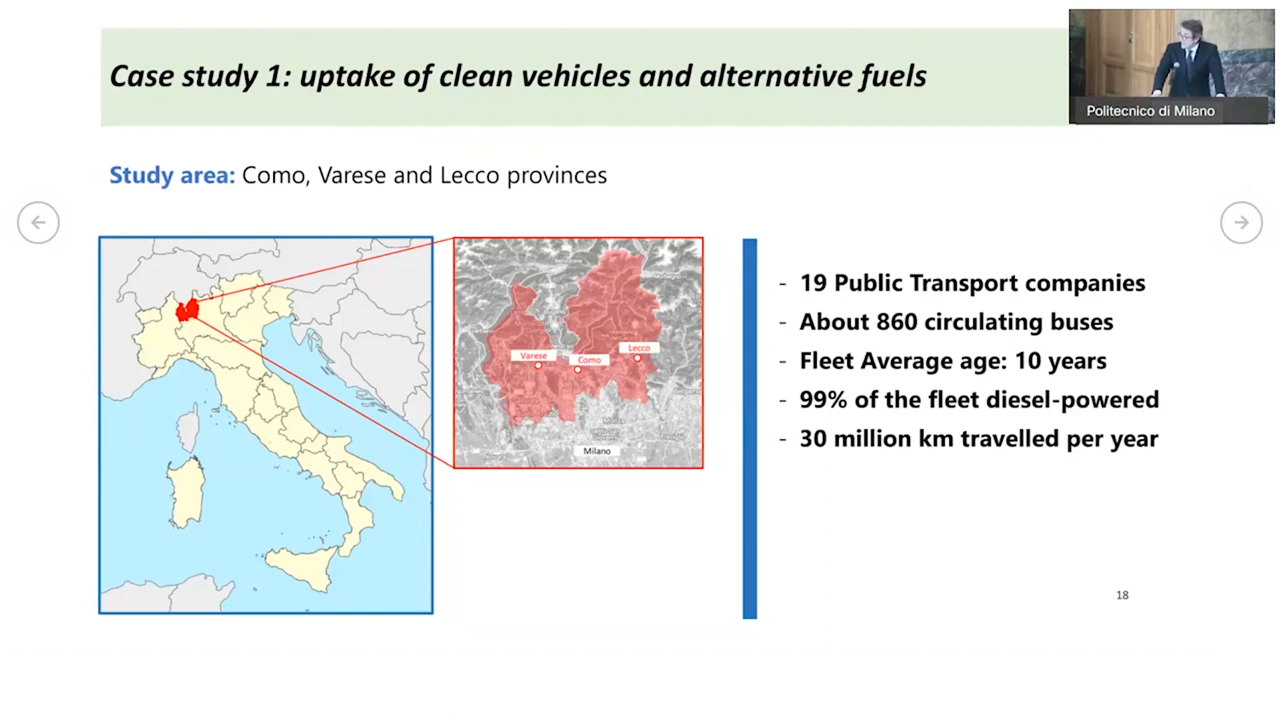 Case study 1: uptake of clean vehicles and alternative fuels
Politecnico di Milano
Study area: Como, Varese and Lecco provinces
Varese
Como
Lecco
Milano
- 19 Public Transport companies
- About 860 circulating buses
- Fleet Average age: 10 years
- 99% of the fleet diesel-powered
- 30 million km travelled per year
18